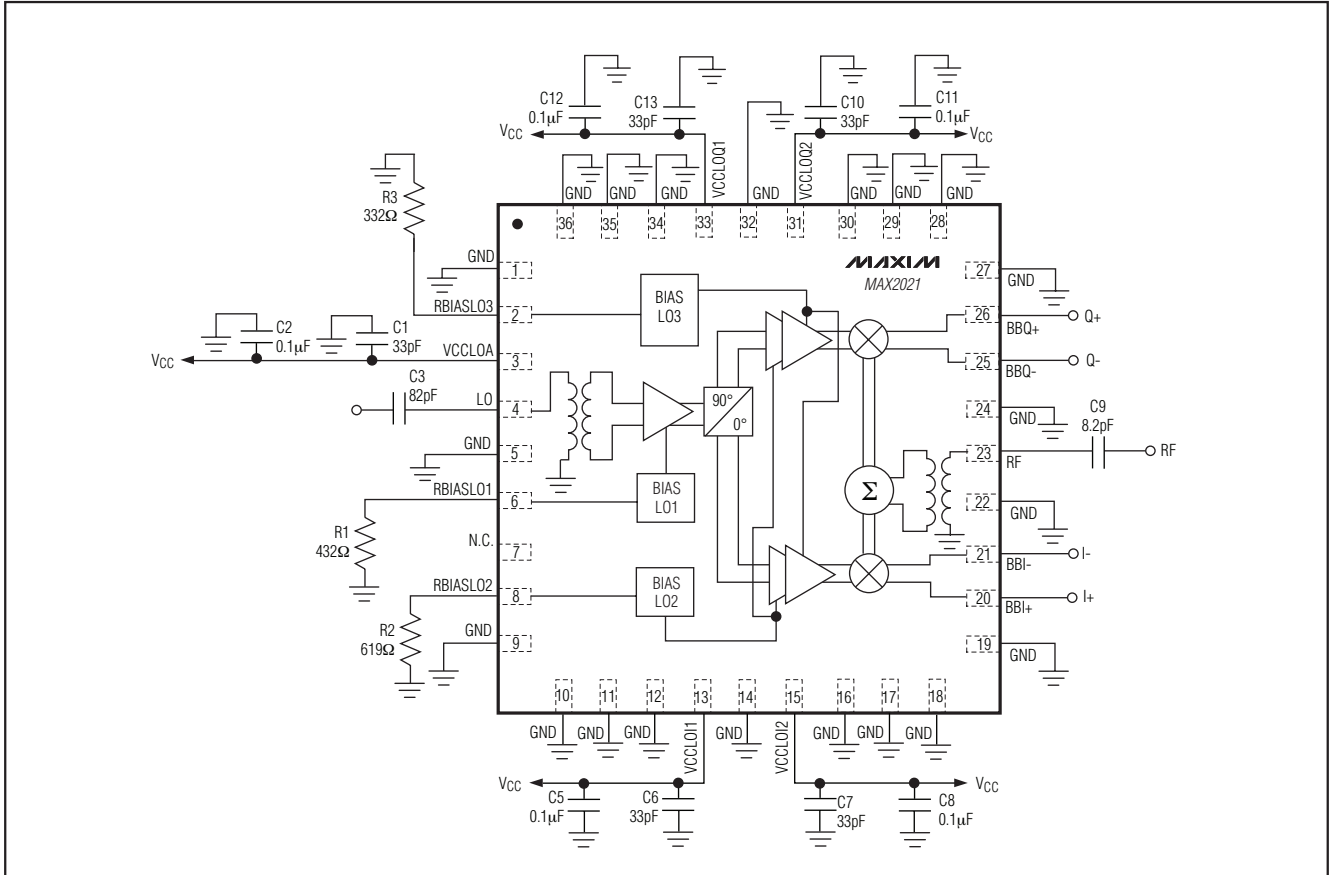 C12
0.1µF
C13
33pF
C10
33pF
C11
0.1µF
VCC
VCCLOQ1
GND
VCCLOQ2
VCC
GND
GND
GND
GND
GND
GND
36
35
34
33
32
31
30
29
28
R3
332Ω
MAXIM
MAX2021
GND
1
27
GND
RBIASLO3
2
BIAS
LO3
26
BBQ+
Q+
C2
0.1µF
C1
33pF
VCC
VCCLOA
3
25
BBQ-
Q-
C3
82pF
LO
4
90°
0°
24
GND
C9
8.2pF
GND
5
23
RF
RF
RBIASLO1
6
BIAS
LO1
Σ
22
GND
R1
432Ω
N.C.
7
21
BBI-
I-
RBIASLO2
8
BIAS
LO2
20
BBI+
I+
R2
619Ω
GND
9
19
GND
10
11
12
13
14
15
16
17
18
GND
GND
GND
VCCLOI1
GND
VCCLOI2
GND
GND
GND
VCC
C5
0.1µF
C6
33pF
C7
33pF
C8
0.1µF
VCC